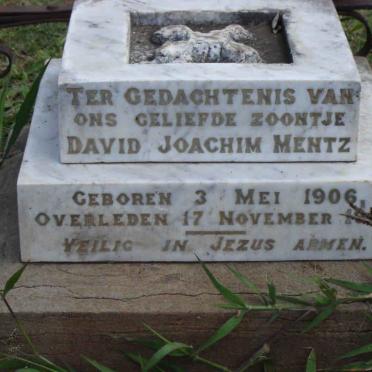 TER GEDACHTENIS VAN
ONS GELIEFDE ZOONTJE
DAVID JOACHIM MENTZ
GEBOREN 3 MEI 1906,
OVERLEDEN 17 NOVEMBER
VEILIG IN JEZUS ARMEN.